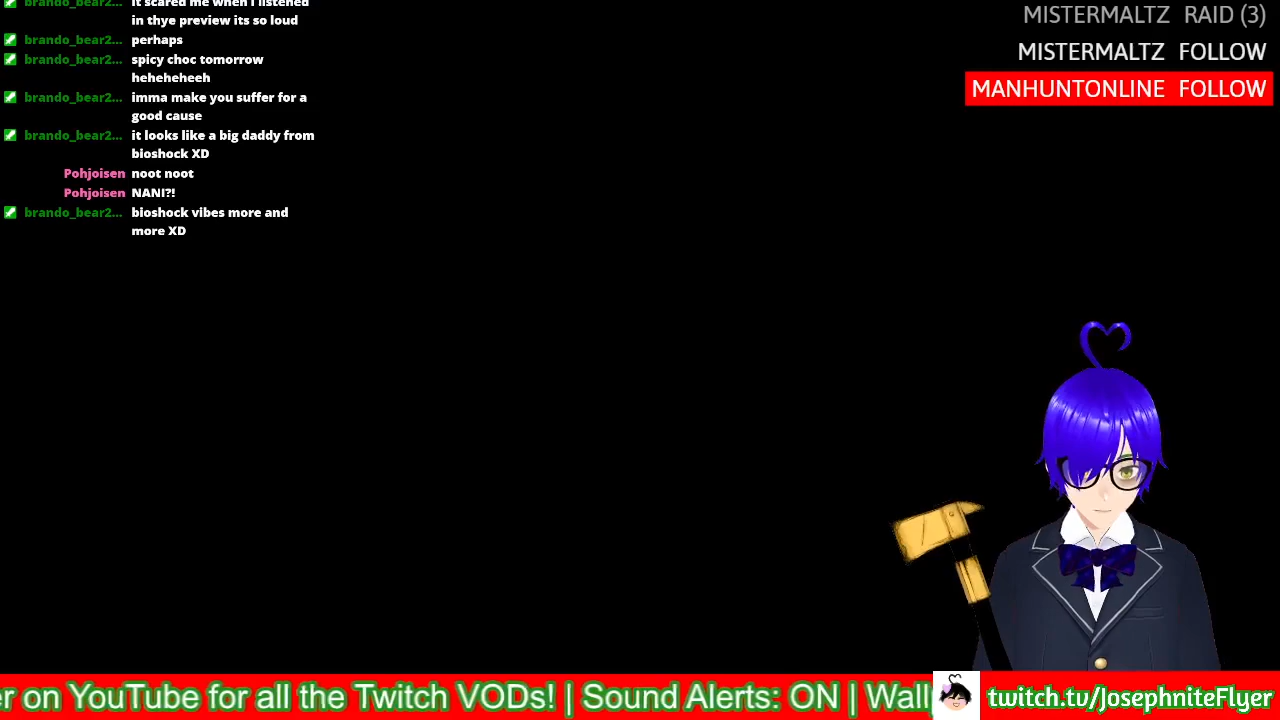 brando_bear2... it scared me when i listened
in thye preview its so loud
brando_bear2... perhaps
brando_bear2... spicy choc tomorrow
heheheheeh
brando_bear2... imma make you suffer for a
good cause
brando_bear2... it looks like a big daddy from
bioshock XD
Pohjoisen noot noot
Pohjoisen NANI?!
brando_bear2... bioshock vibes more and
more XD
MISTERMALTZ RAID (3)
MISTERMALTZ FOLLOW
MANHUNTONLINE FOLLOW
er on YouTube for all the Twitch VODs! | Sound Alerts: ON | Wall
twitch.tv/JosephniteFlyer